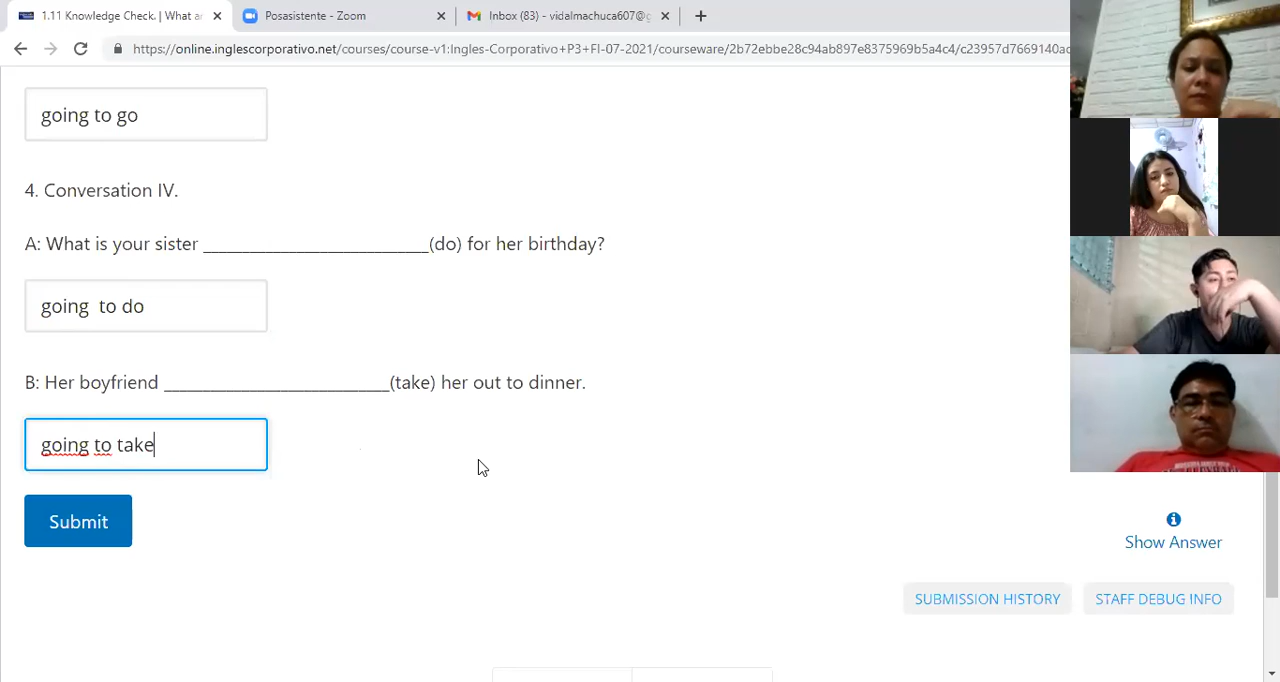 1.11 Knowledge Check. | What ar
Posasistente - Zoom
Inbox (83) - vidalmachuca607@g
https://online.inglescorporativo.net/courses/course-v1:Ingles-Corporativo+P3+FI-07-2021/courseware/2b72ebbe28c94ab897e8375969b5a4c4/c23957d7669140ac
going to go
4. Conversation IV.
A: What is your sister __________________________(do) for her birthday?
going  to do
B: Her boyfriend __________________________(take) her out to dinner.
going to take
Submit
Show Answer
SUBMISSION HISTORY
STAFF DEBUG INFO